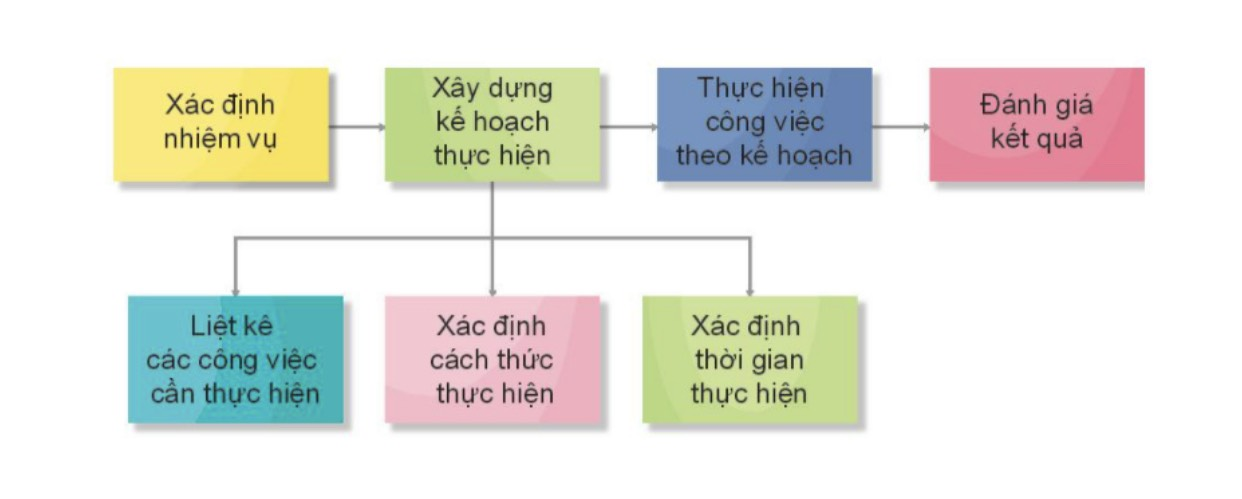 Xác định
nhiệm vụ
Xây dựng
kế hoạch
thực hiện
Thực hiện
công việc
theo kế hoạch
Đánh giá
kết quả
Liệt kê
các công việc
cần thực hiện
Xác định
cách thức
thực hiện
Xác định
thời gian
thực hiện